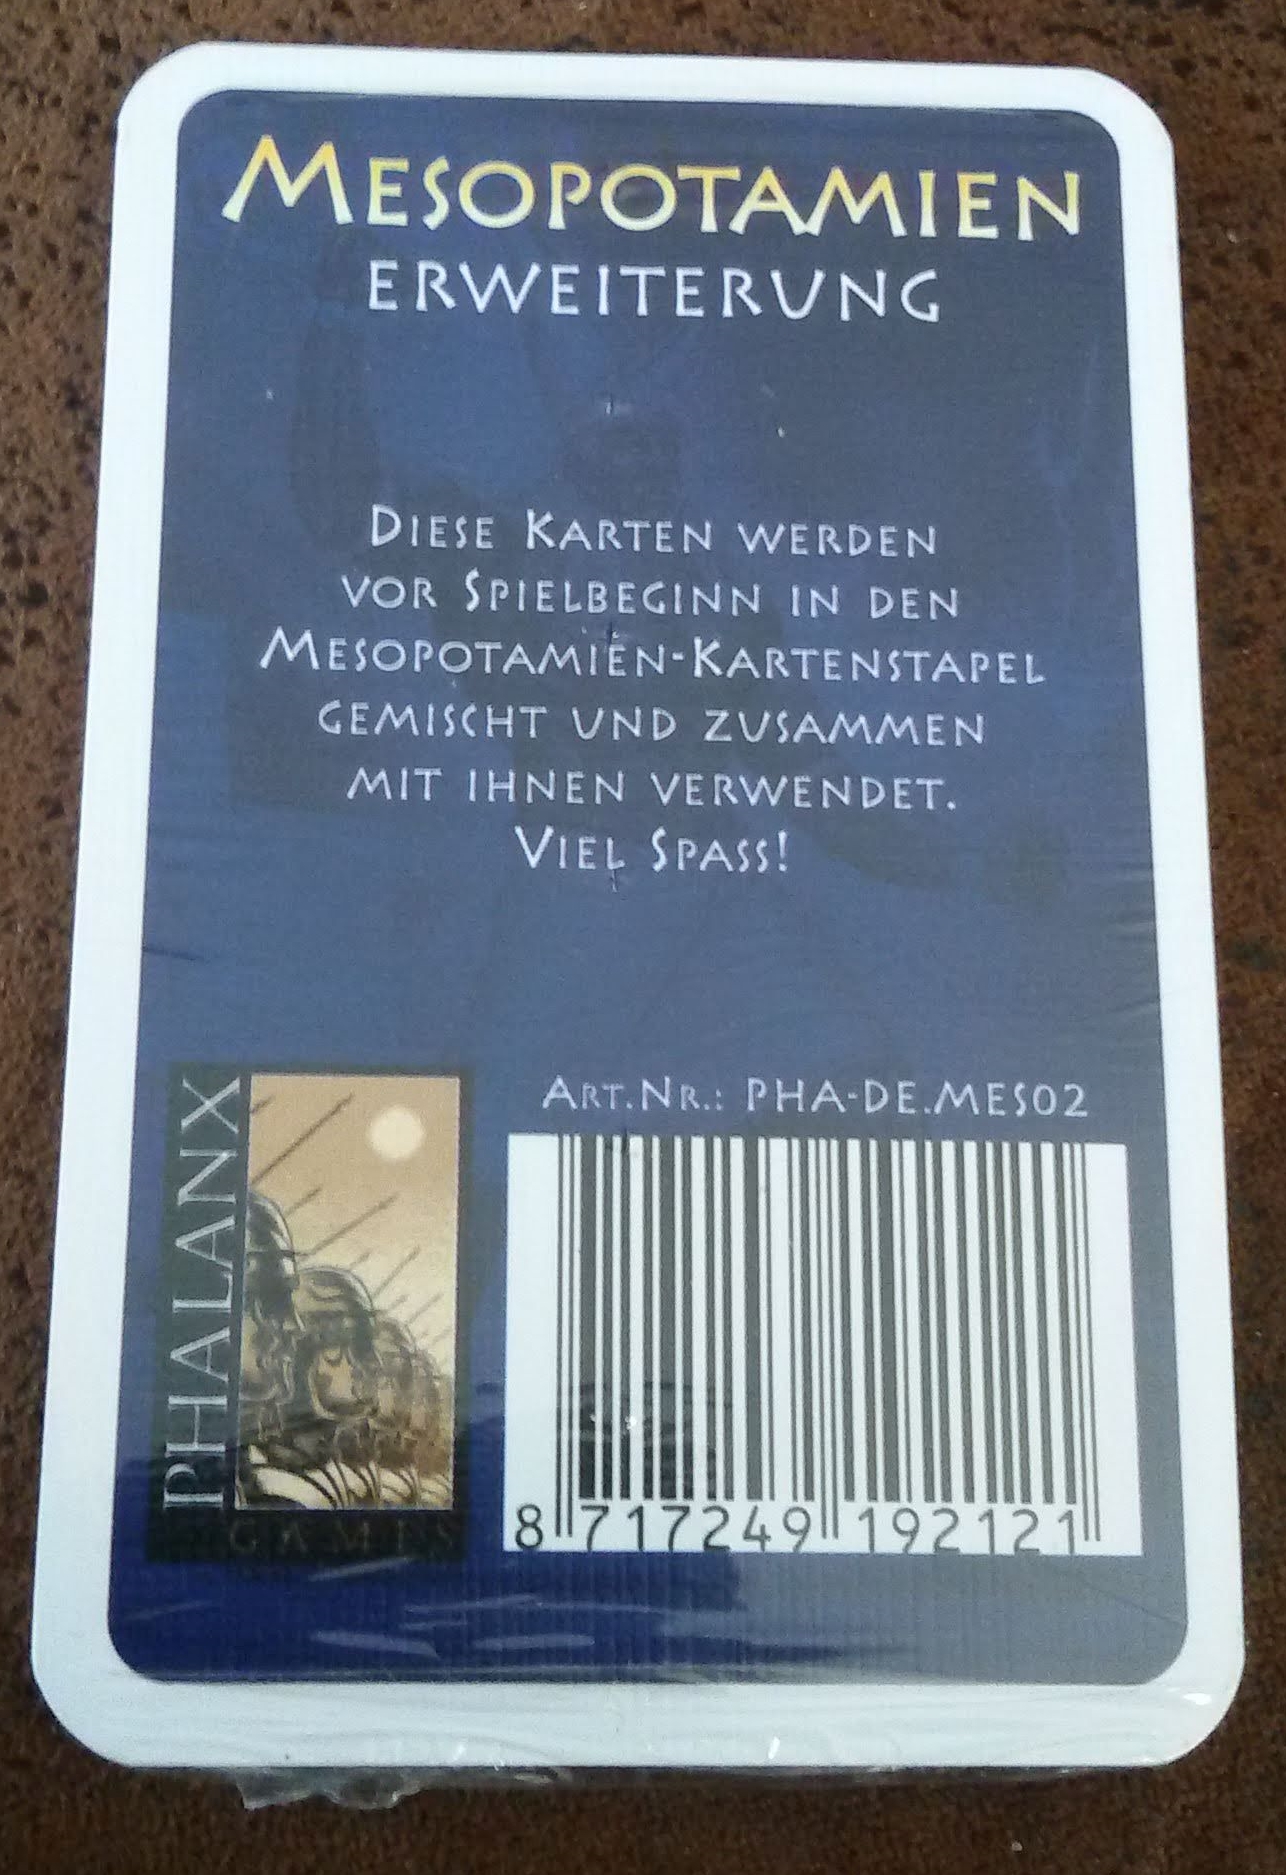 MESOPOTAMIEN
ERWEITERUNG
DIESE KARTEN WERDEN
VOR SPIELBEGINN IN DEN
MESOPOTAMIEN-KARTENSTAPEL
GEMISCHT UND ZUSAMMEN
MIT IHNEN VERWENDET.
VIEL SPASS!
PHALANX
GAMES
ART.NR.: PHA-DE.MES02
8 717249 192121